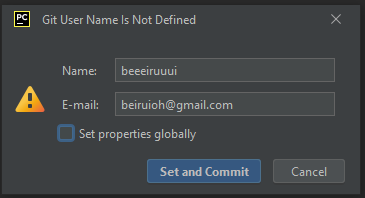 PC
Git User Name Is Not Defined
Name: beeeiruuui
E-mail: beiruioh@gmail.com
Set properties globally
Set and Commit Cancel